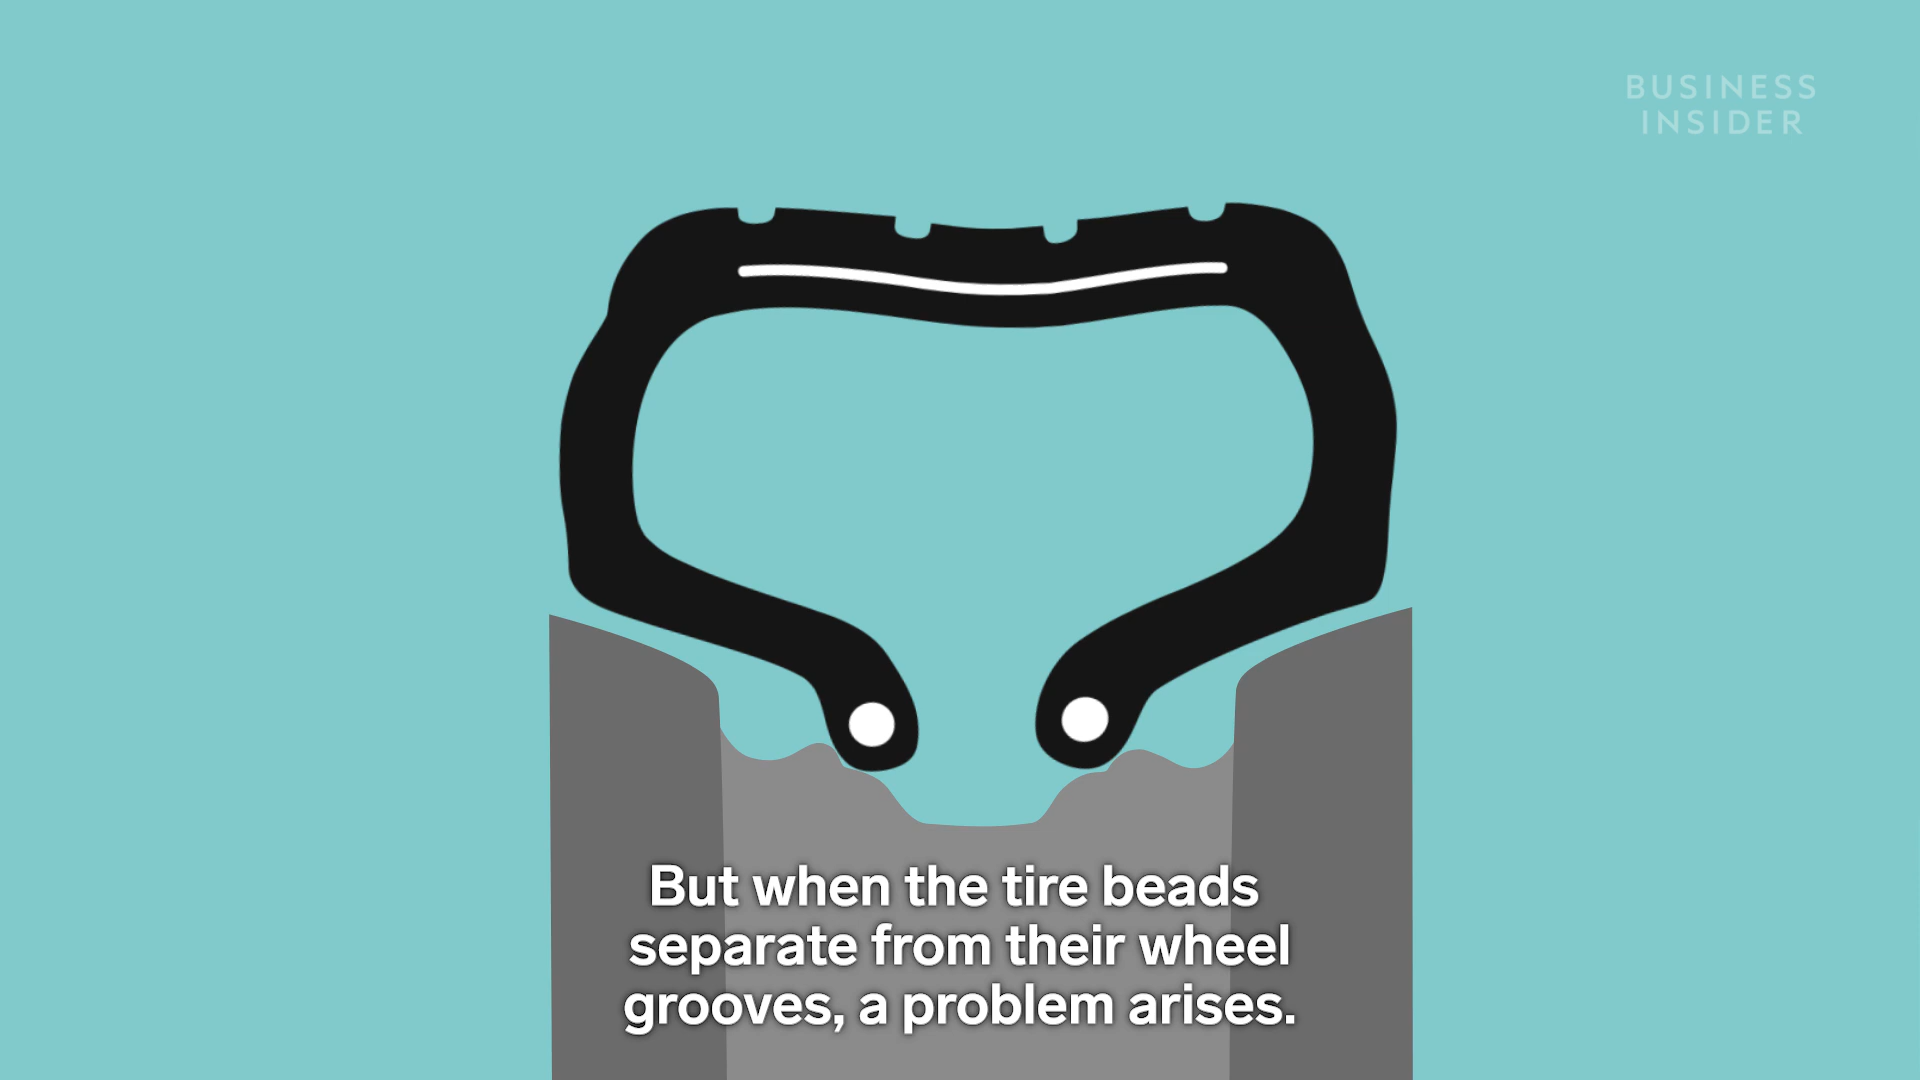 BUSINESS
INSIDER
But when the tire beads
separate from their wheel
grooves, a problem arises.